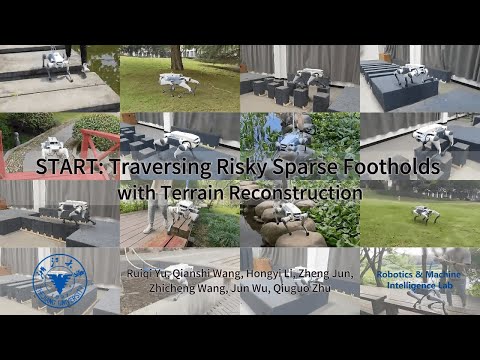 START: Traversing Risky Sparse Footholds
with Terrain Reconstruction
Ruiqi Yu, Qianshi Wang, Hongyi Li, Zheng Jun,
Zhicheng Wang, Jun Wu, Qiuguo Zhu
Robotics & Machine
Intelligence Lab